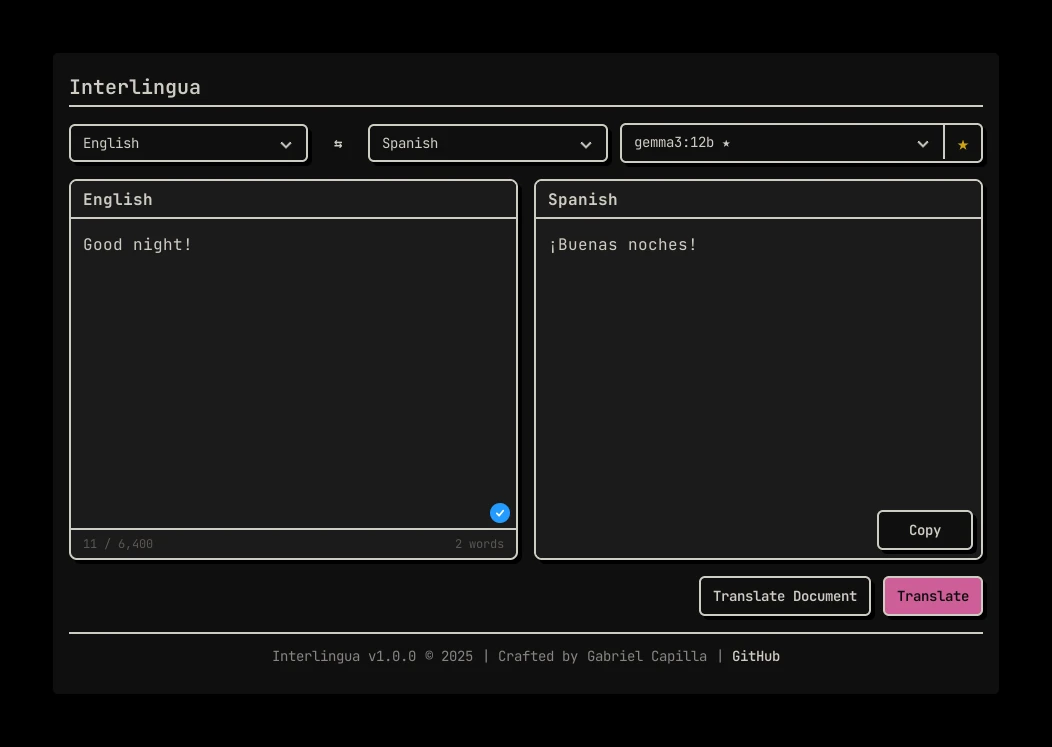 Interlingua
English ⇆ Spanish gemma3:12b ★ ★
English
Good night!
11 / 6,400 2 words
Spanish
¡Buenas noches!
Copy
Translate Document Translate
Interlingua v1.0.0 © 2025 | Crafted by Gabriel Capilla | GitHub